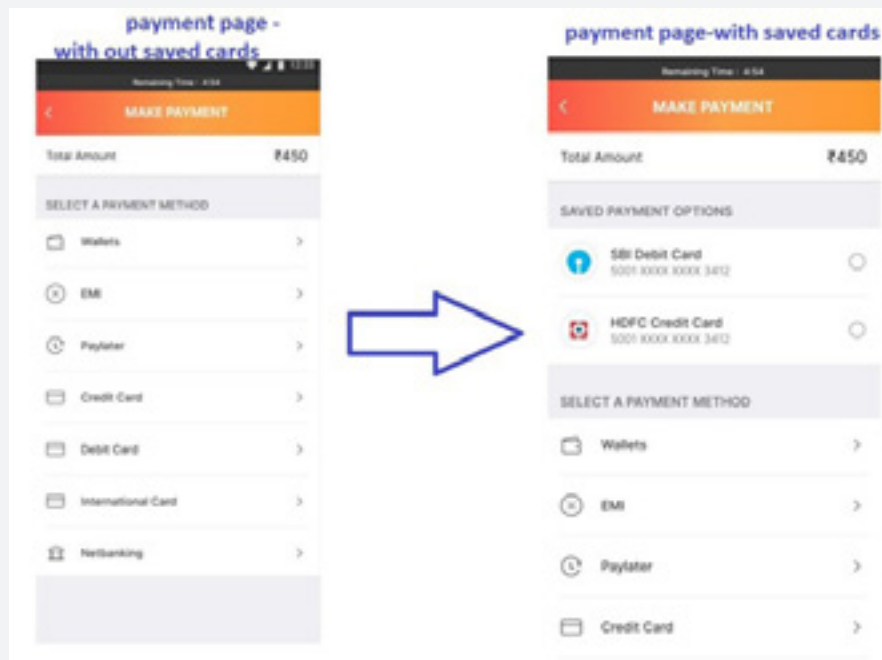 payment page -
with out saved cards
12:30
Remaining Time : 4:54
MAKE PAYMENT
Total Amount ₹450
SELECT A PAYMENT METHOD
Wallets
EMI
Paylater
Credit Card
Debit Card
International Card
Netbanking
payment page-with saved cards
Remaining Time : 4:54
MAKE PAYMENT
Total Amount ₹450
SAVED PAYMENT OPTIONS
SBI Debit Card
5001 XXXX XXXX 3412
HDFC Credit Card
5001 XXXX XXXX 3412
SELECT A PAYMENT METHOD
Wallets
EMI
Paylater
Credit Card